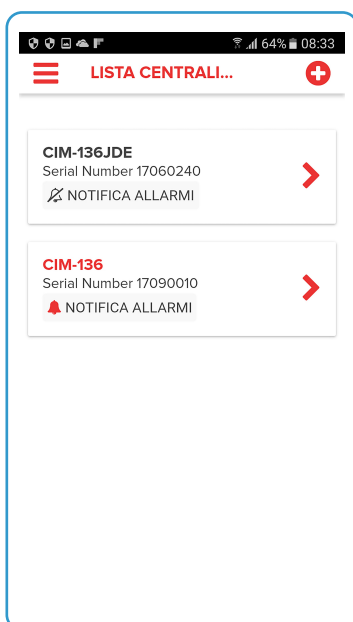 64% 08:33
LISTA CENTRALI...
CIM-136JDE
Serial Number 17060240
NOTIFICA ALLARMI
CIM-136
Serial Number 17090010
NOTIFICA ALLARMI